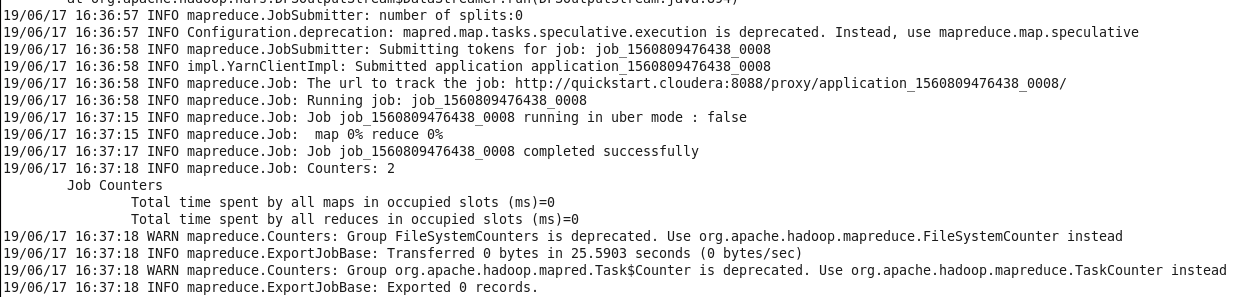 at org.apache.hadoop.hdfs.DFSOutputStream$DataStreamer.run(DFSOutputStream.java:894)
19/06/17 16:36:57 INFO mapreduce.JobSubmitter: number of splits:0
19/06/17 16:36:57 INFO Configuration.deprecation: mapred.map.tasks.speculative.execution is deprecated. Instead, use mapreduce.map.speculative
19/06/17 16:36:58 INFO mapreduce.JobSubmitter: Submitting tokens for job: job_1560809476438_0008
19/06/17 16:36:58 INFO impl.YarnClientImpl: Submitted application application_1560809476438_0008
19/06/17 16:36:58 INFO mapreduce.Job: The url to track the job: http://quickstart.cloudera:8088/proxy/application_1560809476438_0008/
19/06/17 16:36:58 INFO mapreduce.Job: Running job: job_1560809476438_0008
19/06/17 16:37:15 INFO mapreduce.Job: Job job_1560809476438_0008 running in uber mode : false
19/06/17 16:37:15 INFO mapreduce.Job:  map 0% reduce 0%
19/06/17 16:37:17 INFO mapreduce.Job: Job job_1560809476438_0008 completed successfully
19/06/17 16:37:18 INFO mapreduce.Job: Counters: 2
Job Counters
Total time spent by all maps in occupied slots (ms)=0
Total time spent by all reduces in occupied slots (ms)=0
19/06/17 16:37:18 WARN mapreduce.Counters: Group FileSystemCounters is deprecated. Use org.apache.hadoop.mapreduce.FileSystemCounter instead
19/06/17 16:37:18 INFO mapreduce.ExportJobBase: Transferred 0 bytes in 25.5903 seconds (0 bytes/sec)
19/06/17 16:37:18 WARN mapreduce.Counters: Group org.apache.hadoop.mapred.Task$Counter is deprecated. Use org.apache.hadoop.mapreduce.TaskCounter instead
19/06/17 16:37:18 INFO mapreduce.ExportJobBase: Exported 0 records.